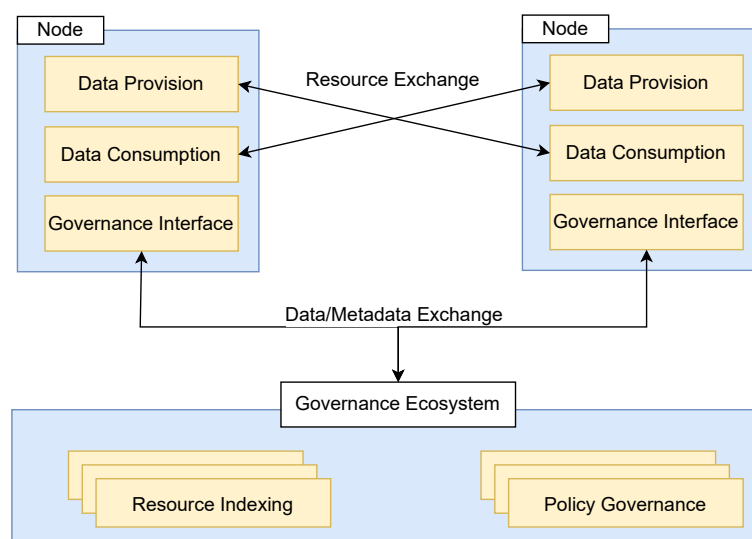 Node
Node
Data Provision
Resource Exchange
Data Provision
Data Consumption
Data Consumption
Governance Interface
Governance Interface
Data/Metadata Exchange
Governance Ecosystem
Resource Indexing
Policy Governance